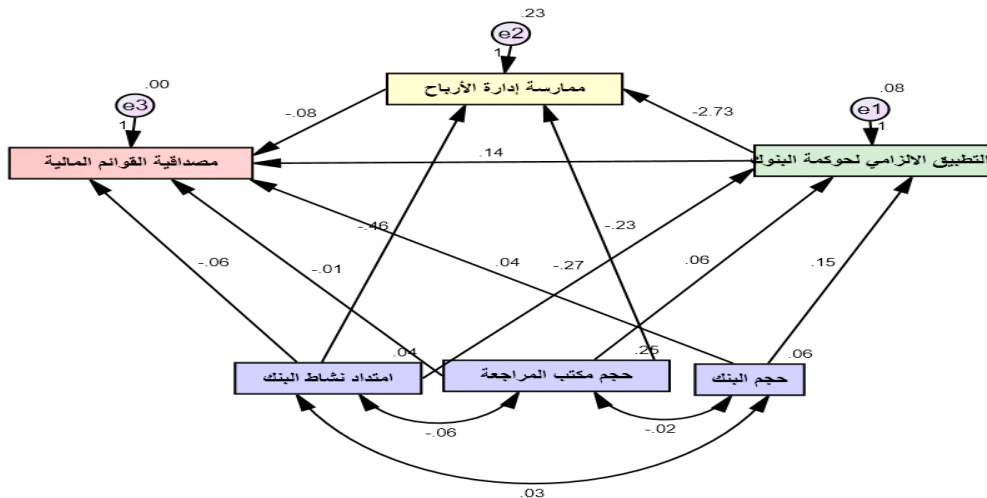 .23
e2
1
ممارسة إدارة الأرباح
.00
e3
1
.08
e1
1
-.08
-2.73
مصداقية القوائم المالية
.14
التطبيق الالزامي لحوكمة البنوك
-.46
-.23
-.06
-.01
.04
-.27
.06
.15
.04
.25
.06
امتداد نشاط البنك
حجم مكتب المراجعة
حجم البنك
-.06
-.02
.03